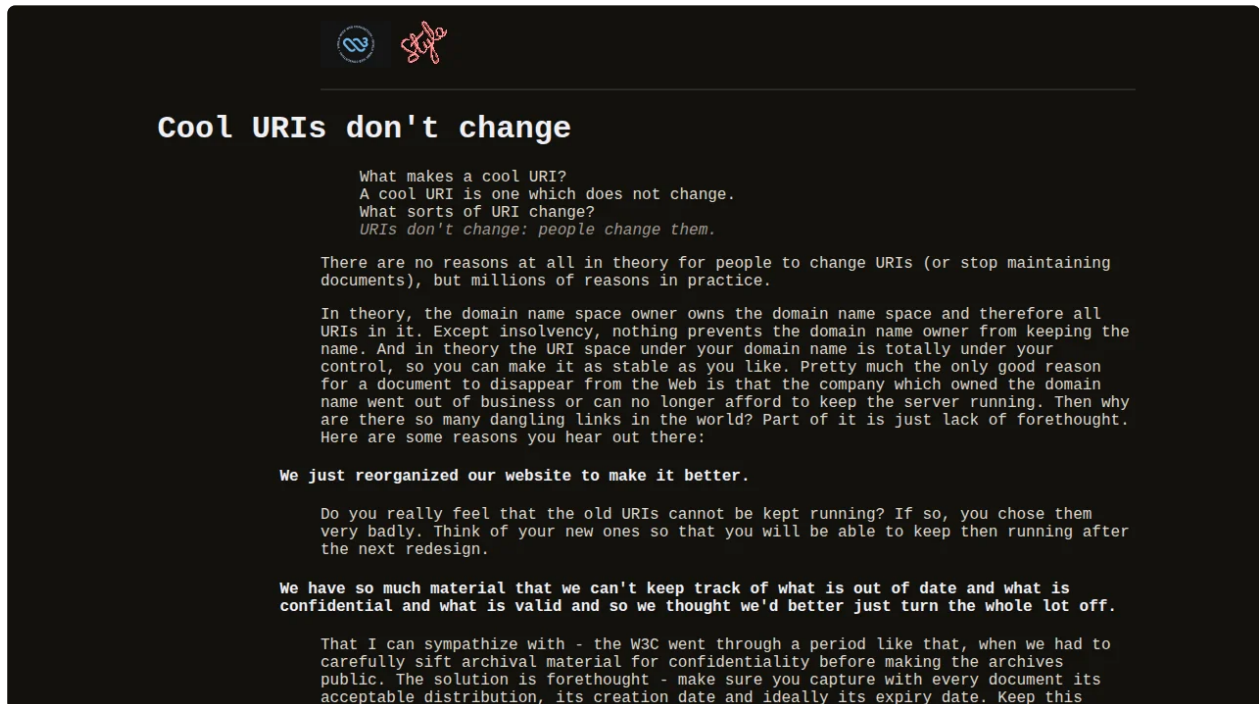 Style
Cool URIs don't change
What makes a cool URI?
A cool URI is one which does not change.
What sorts of URI change?
URIs don't change: people change them.
There are no reasons at all in theory for people to change URIs (or stop maintaining
documents), but millions of reasons in practice.
In theory, the domain name space owner owns the domain name space and therefore all
URIs in it. Except insolvency, nothing prevents the domain name owner from keeping the
name. And in theory the URI space under your domain name is totally under your
control, so you can make it as stable as you like. Pretty much the only good reason
for a document to disappear from the Web is that the company which owned the domain
name went out of business or can no longer afford to keep the server running. Then why
are there so many dangling links in the world? Part of it is just lack of forethought.
Here are some reasons you hear out there:
We just reorganized our website to make it better.
Do you really feel that the old URIs cannot be kept running? If so, you chose them
very badly. Think of your new ones so that you will be able to keep then running after
the next redesign.
We have so much material that we can't keep track of what is out of date and what is
confidential and what is valid and so we thought we'd better just turn the whole lot off.
That I can sympathize with - the W3C went through a period like that, when we had to
carefully sift archival material for confidentiality before making the archives
public. The solution is forethought - make sure you capture with every document its
acceptable distribution, its creation date and ideally its expiry date. Keep this